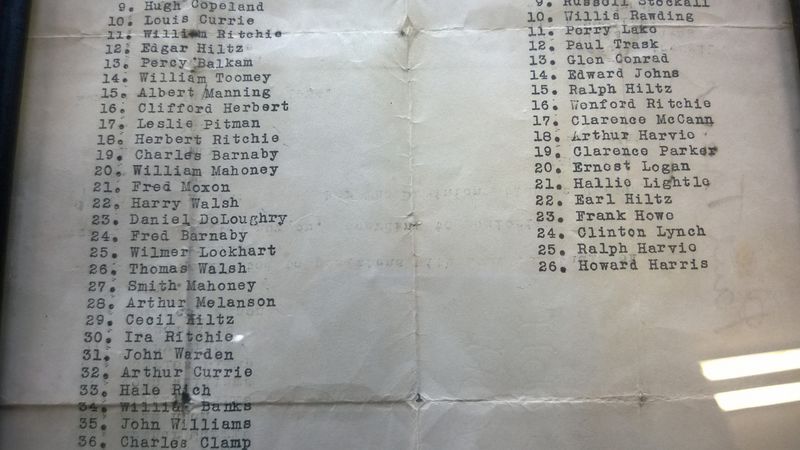 9. Hugh Copeland
10. Louis Currie
11. William Ritchie
12. Edgar Hiltz
13. Percy Balkam
14. William Toomey
15. Albert Manning
16. Clifford Herbert
17. Leslie Pitman
18. Herbert Ritchie
19. Charles Barnaby
20. William Mahoney
21. Fred Moxon
22. Harry Walsh
23. Daniel DeLoughry
24. Fred Barnaby
25. Wilmer Lockhart
26. Thomas Walsh
27. Smith Mahoney
28. Arthur Melanson
29. Cecil Hiltz
30. Ira Ritchie
31. John Warden
32. Arthur Currie
33. Hale Rich
34. William Banks
35. John Williams
36. Charles Clamp
9. Russell Stockall
10. Willis Rawding
11. Perry Lake
12. Paul Trask
13. Glen Conrad
14. Edward Johns
15. Ralph Hiltz
16. Wenford Ritchie
17. Clarence McCann
18. Arthur Harvie
19. Clarence Parker
20. Ernest Logan
21. Hallie Lightle
22. Earl Hiltz
23. Frank Howe
24. Clinton Lynch
25. Ralph Harvie
26. Howard Harris